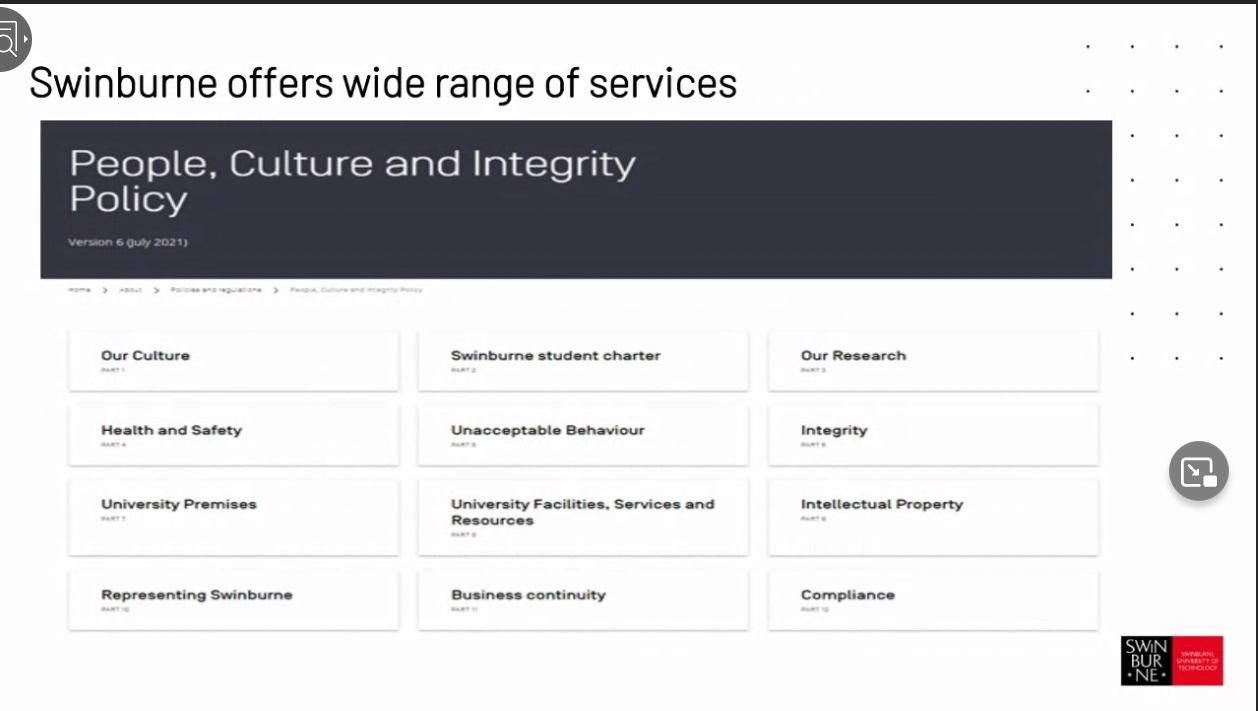 Swinburne offers wide range of services
People, Culture and Integrity
Policy
Version 6 (July 2021)
Home > About > Policies and regulations > People, Culture and Integrity Policy
Our Culture
PART 1
Swinburne student charter
PART 2
Our Research
PART 3
Health and Safety
PART 4
Unacceptable Behaviour
PART 5
Integrity
PART 6
University Premises
PART 7
University Facilities, Services and
Resources
PART 8
Intellectual Property
PART 9
Representing Swinburne
PART 10
Business continuity
PART 11
Compliance
PART 12
SWIN
BUR
• NE •
SWINBURNE
UNIVERSITY OF
TECHNOLOGY